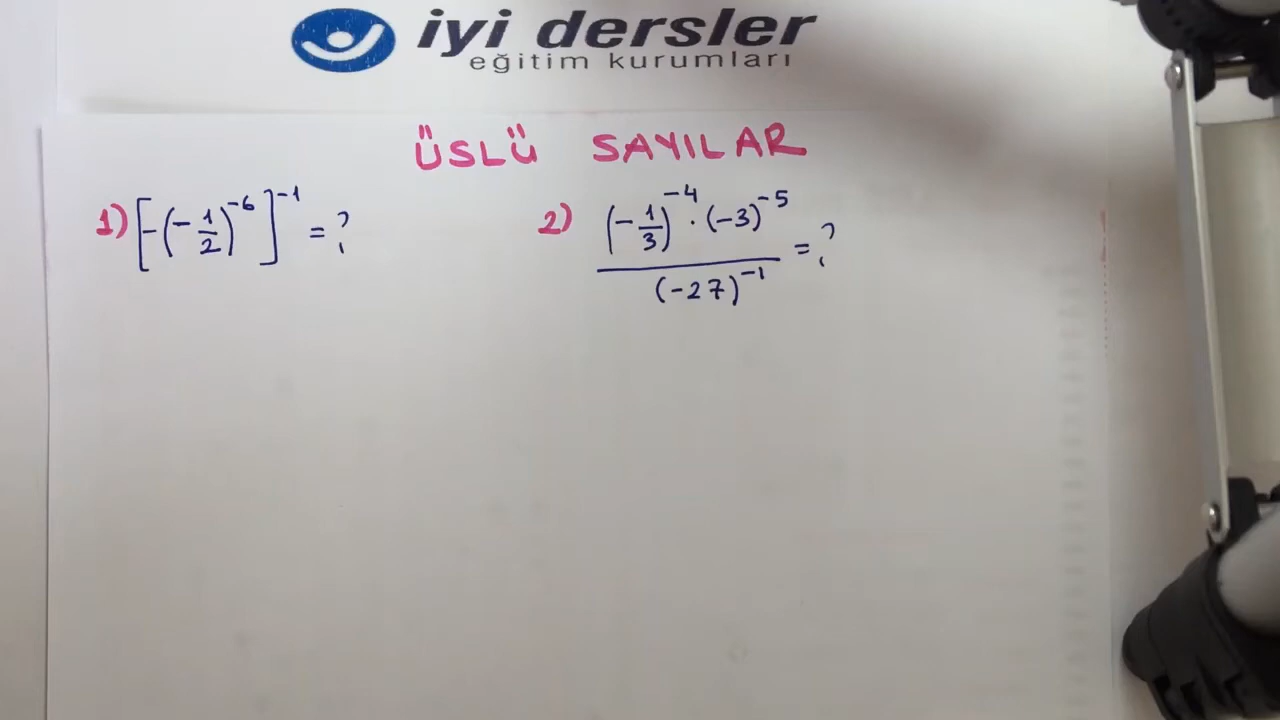 iyi dersler
eğitim kurumları
ÜSLÜ SAYILAR
1) [-(-1/2)^-6]^-1 = ?
2) (-1/3)^-4 · (-3)^-5 / (-27)^-1 = ?